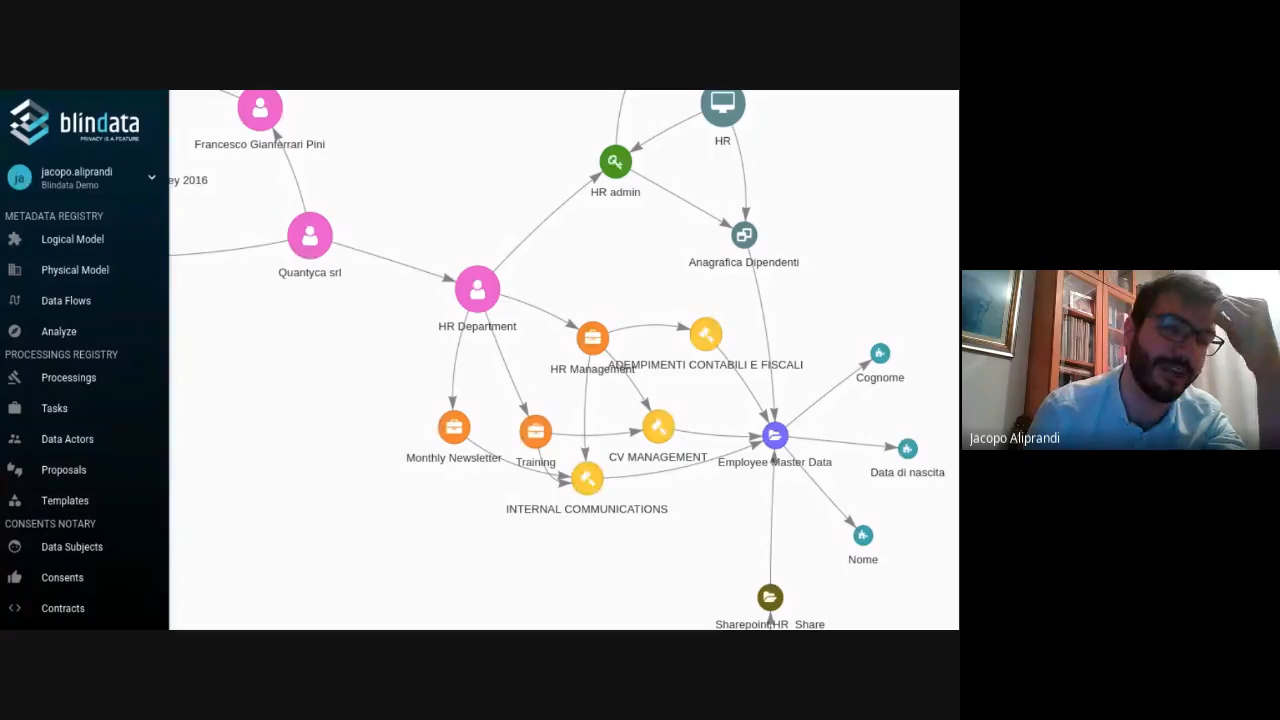 blindata
PRIVACY IS A FEATURE
ja
jacopo.aliprandi
Blindata Demo
METADATA REGISTRY
Logical Model
Physical Model
Data Flows
Analyze
PROCESSINGS REGISTRY
Processings
Tasks
Data Actors
Proposals
Templates
CONSENTS NOTARY
Data Subjects
Consents
Contracts
Francesco Gianferrari Pini
ey 2016
Quantyca srl
HR
HR admin
Anagrafica Dipendenti
HR Department
HR Management
ADEMPIMENTI CONTABILI E FISCALI
Cognome
Monthly Newsletter
Training
CV MANAGEMENT
Employee Master Data
Data di nascita
INTERNAL COMMUNICATIONS
Nome
Sharepoint HR_Share
Jacopo Aliprandi